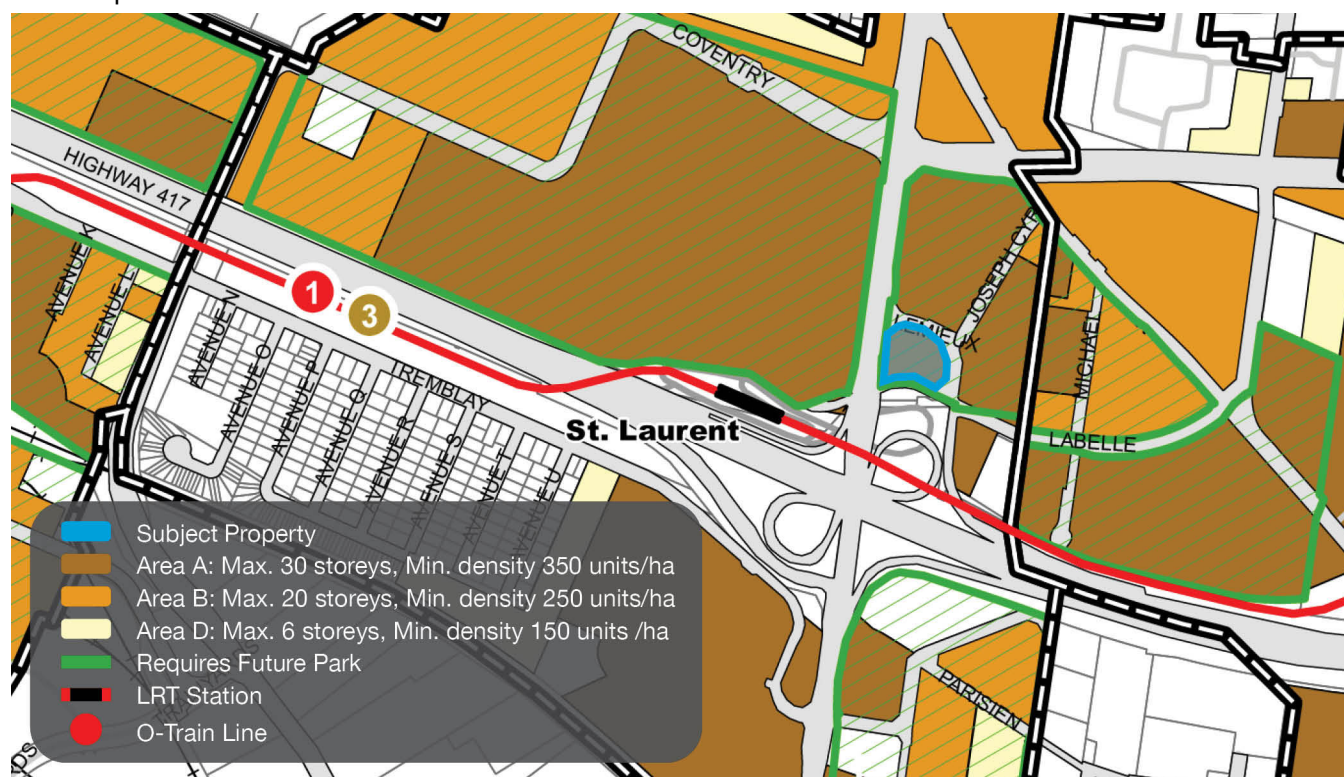 COVENTRY
HIGHWAY 417
AVENUE K
AVENUE L
1
3
AVENUE N
AVENUE O
AVENUE P
AVENUE Q
AVENUE R
AVENUE S
AVENUE T
AVENUE U
TREMBLAY
JOSEPH CYR
LEMIEUX
MICHAEL
LABELLE
St. Laurent
PARISIEN
Subject Property
Area A: Max. 30 storeys, Min. density 350 units/ha
Area B: Max. 20 storeys, Min. density 250 units/ha
Area D: Max. 6 storeys, Min. density 150 units /ha
Requires Future Park
LRT Station
O-Train Line